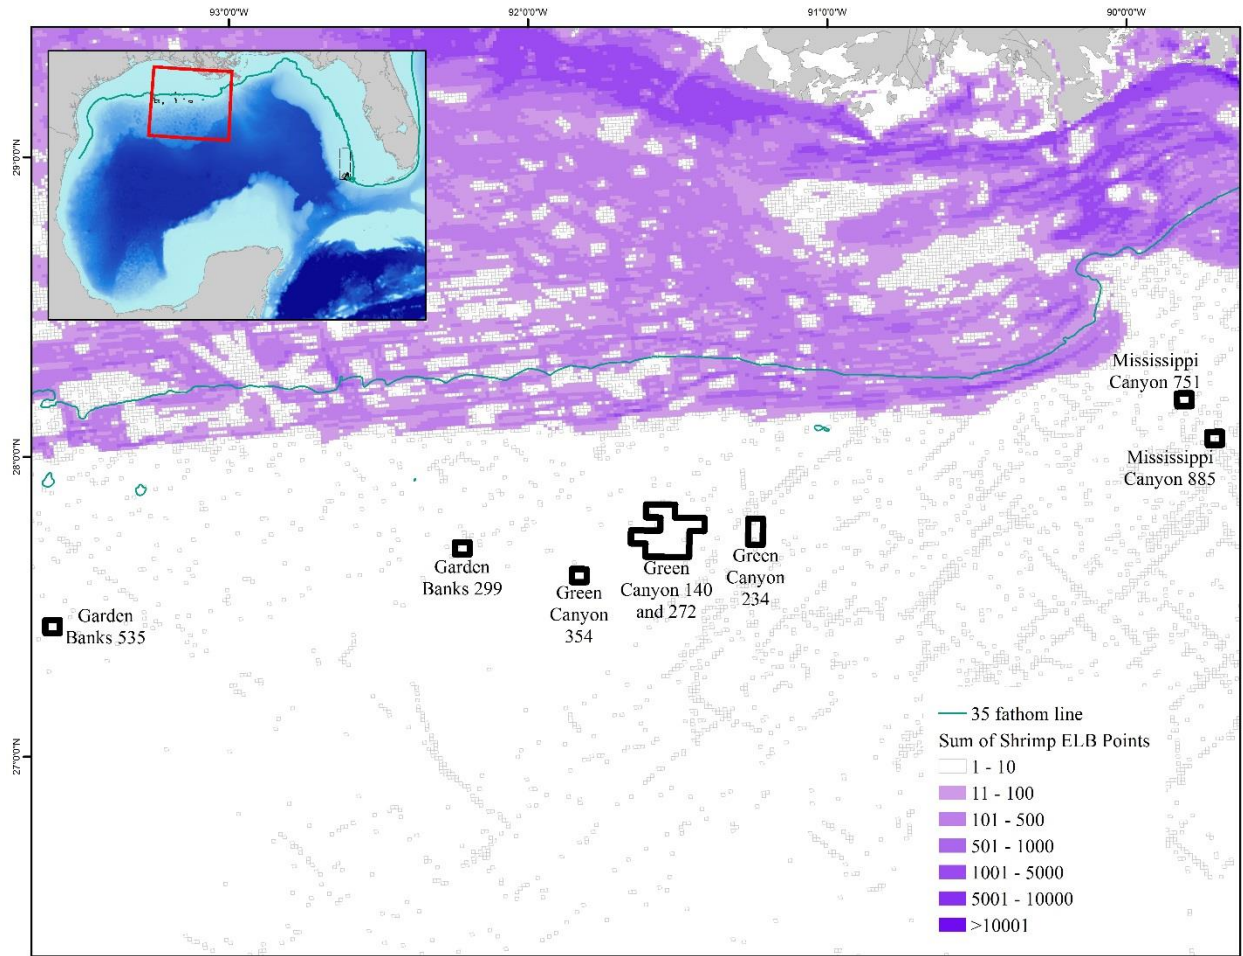 93°0'0"W
92°0'0"W
91°0'0"W
90°0'0"W
29°0'0"N
28°0'0"N
27°0'0"N
Mississippi
Canyon 751
Mississippi
Canyon 885
Garden
Banks 299
Green
Canyon
354
Green
Canyon 140
and 272
Green
Canyon
234
Garden
Banks 535
35 fathom line
Sum of Shrimp ELB Points
1 - 10
11 - 100
101 - 500
501 - 1000
1001 - 5000
5001 - 10000
>10001